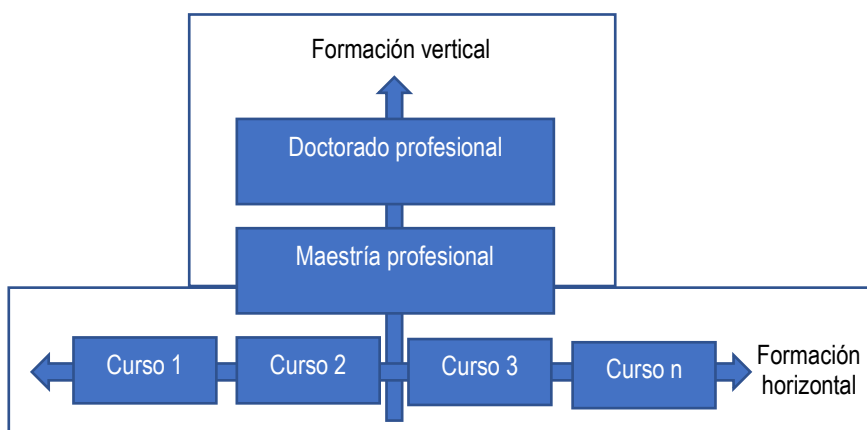 Formación vertical
Doctorado profesional
Maestría profesional
Curso 1
Curso 2
Curso 3
Curso n
Formación
horizontal